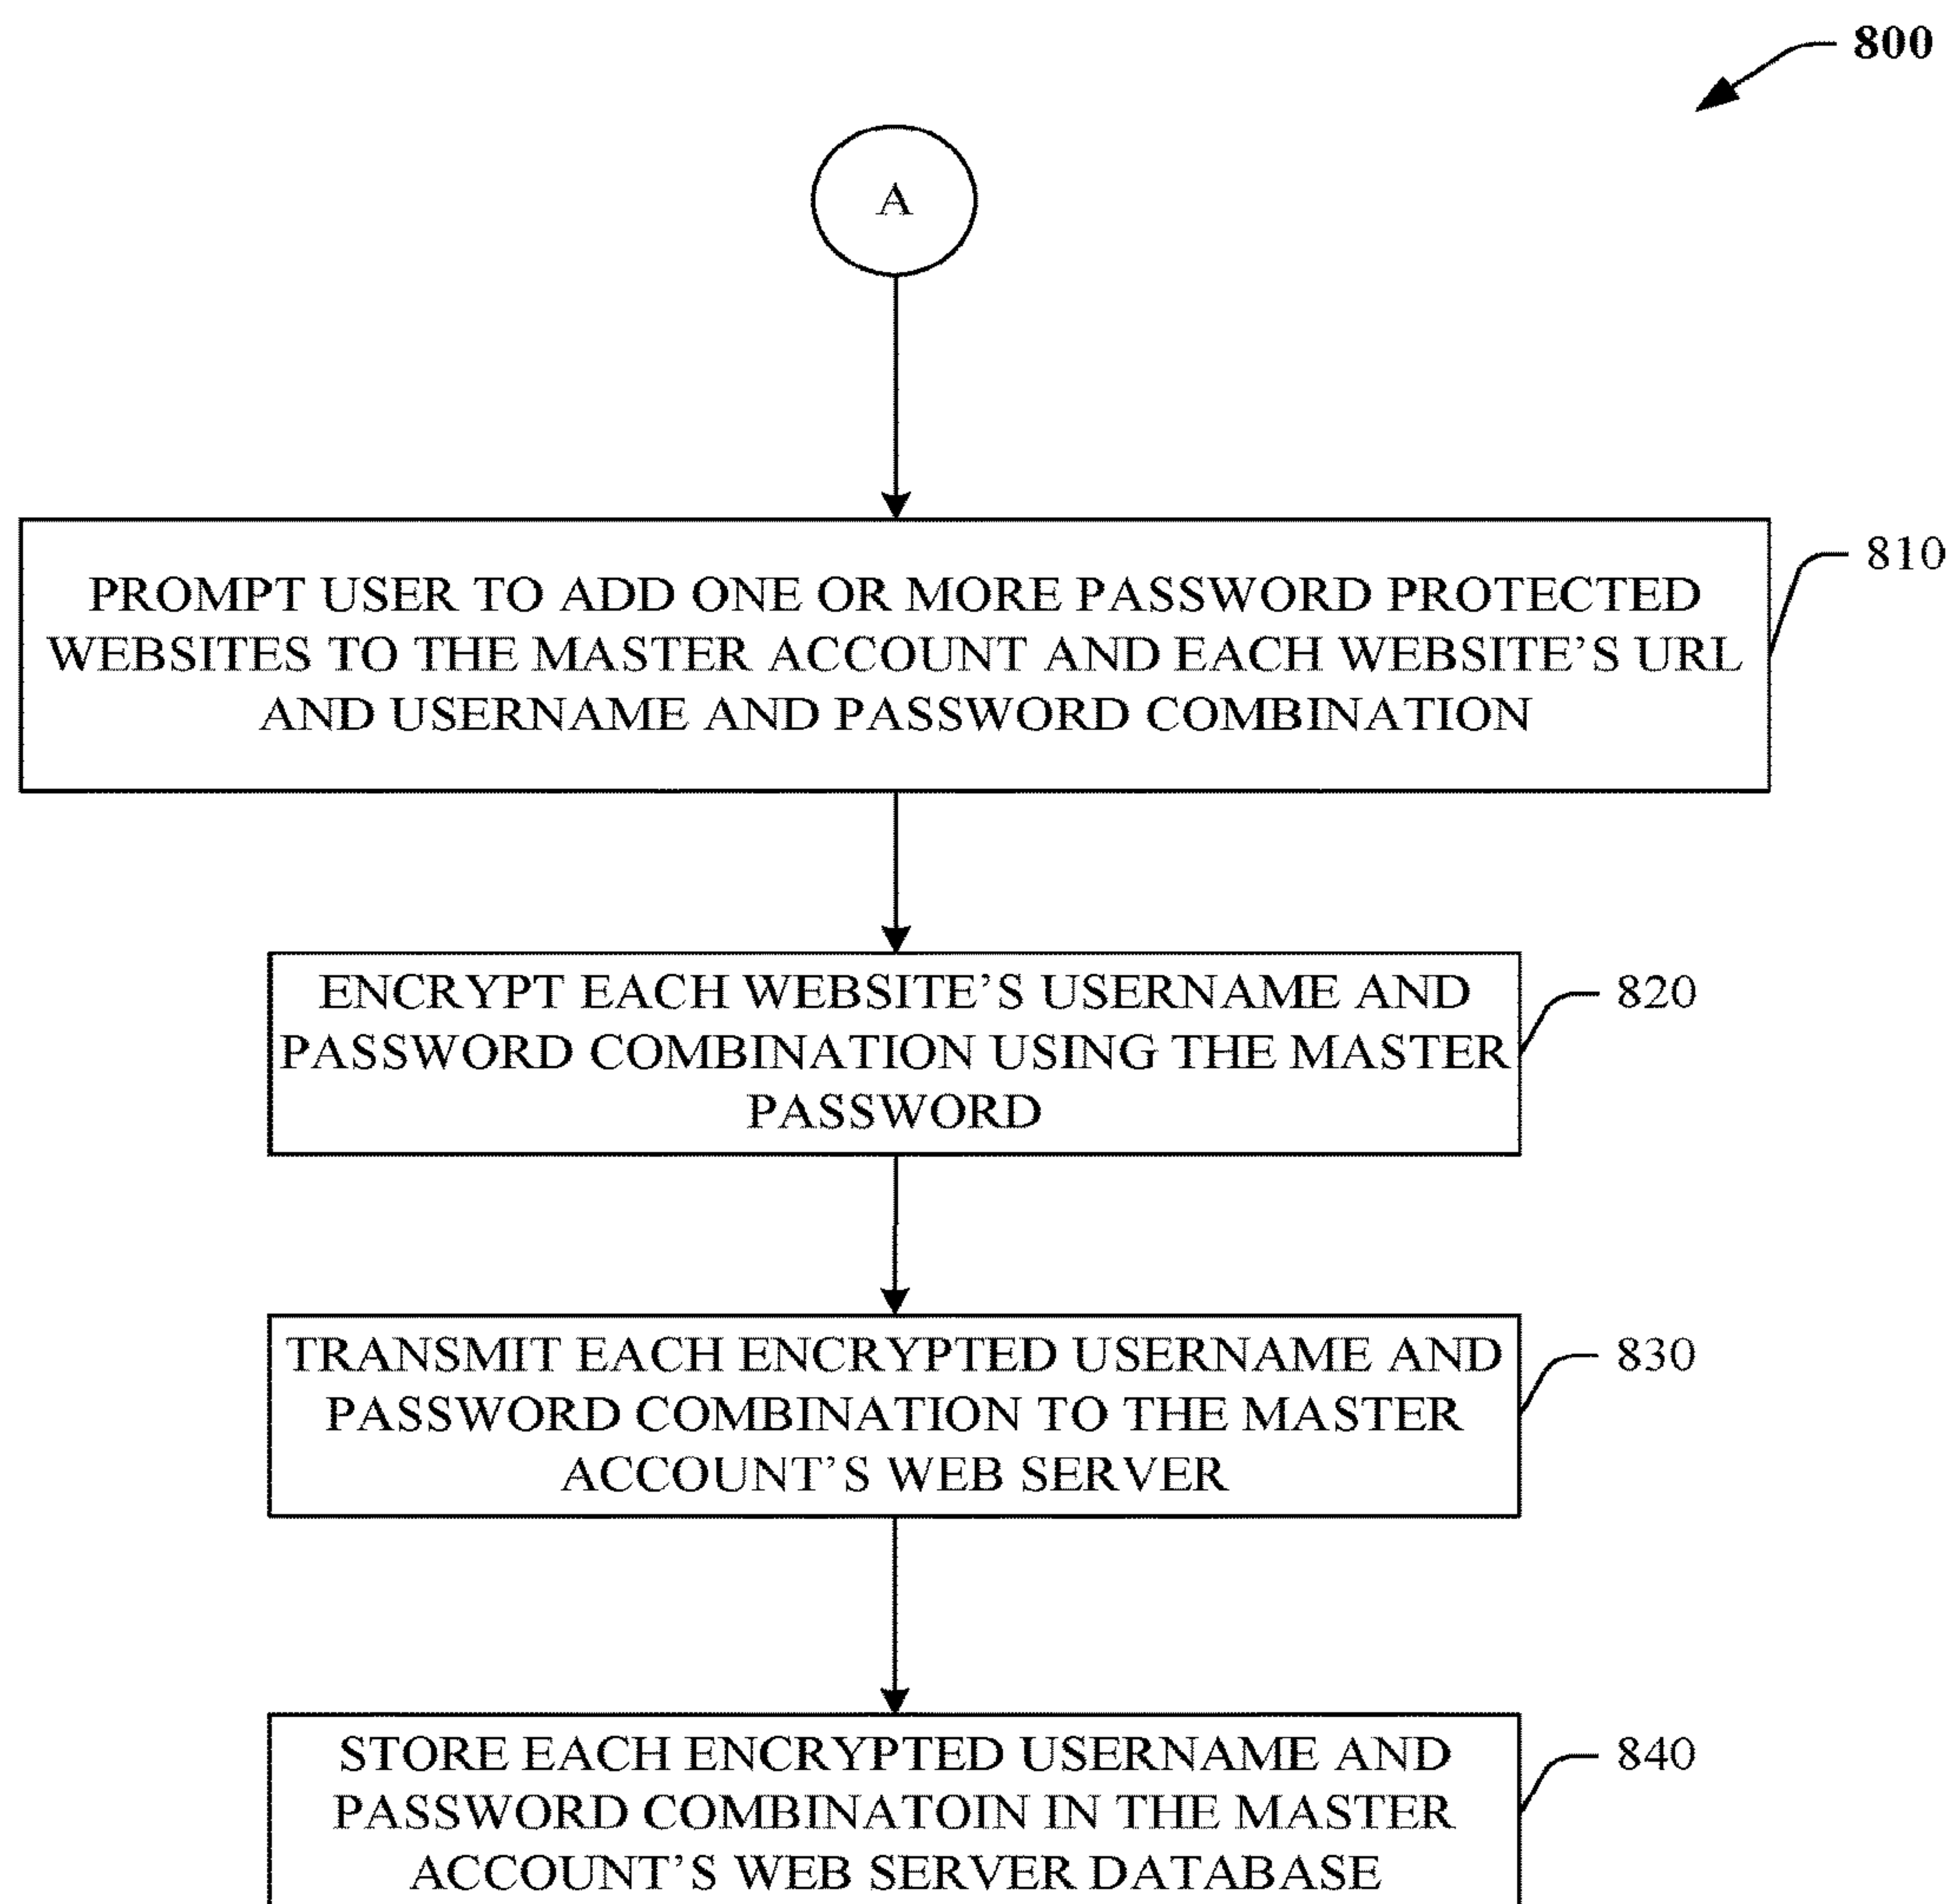 800
A
PROMPT USER TO ADD ONE OR MORE PASSWORD PROTECTED
WEBSITES TO THE MASTER ACCOUNT AND EACH WEBSITE’S URL
AND USERNAME AND PASSWORD COMBINATION
810
ENCRYPT EACH WEBSITE’S USERNAME AND
PASSWORD COMBINATION USING THE MASTER
PASSWORD
820
TRANSMIT EACH ENCRYPTED USERNAME AND
PASSWORD COMBINATION TO THE MASTER
ACCOUNT’S WEB SERVER
830
STORE EACH ENCRYPTED USERNAME AND
PASSWORD COMBINATOIN IN THE MASTER
ACCOUNT’S WEB SERVER DATABASE
840